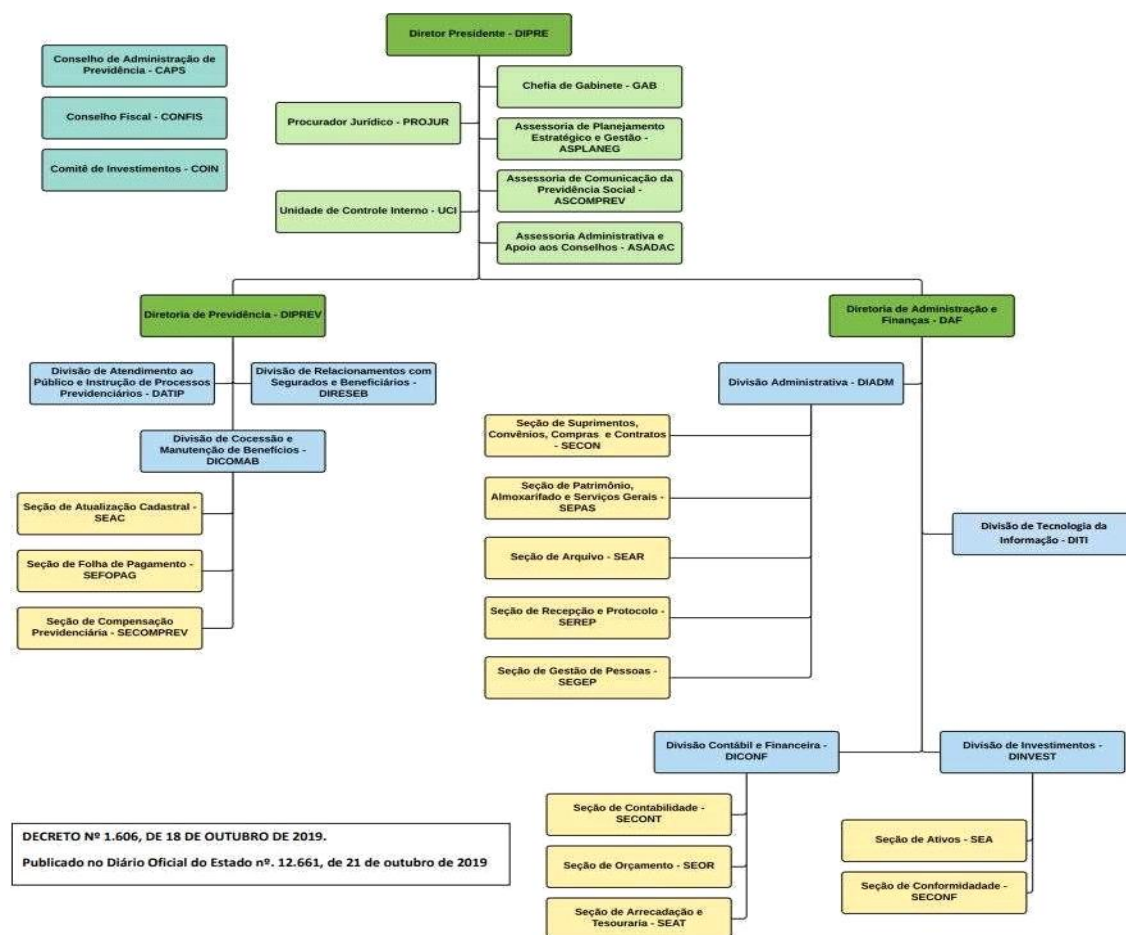 Diretor Presidente - DIPRE
Conselho de Administração de
Previdência - CAPS
Conselho Fiscal - CONFIS
Comitê de Investimentos - COIN
Chefia de Gabinete - GAB
Procurador Jurídico - PROJUR
Assessoria de Planejamento
Estratégico e Gestão -
ASPLANEG
Assessoria de Comunicação da
Previdência Social -
ASCOMPREV
Unidade de Controle Interno - UCI
Assessoria Administrativa e
Apoio aos Conselhos - ASADAC
Diretoria de Previdência - DIPREV
Diretoria de Administração e
Finanças - DAF
Divisão de Atendimento ao
Público e Instrução de Processos
Previdenciários - DATIP
Divisão de Relacionamentos com
Segurados e Beneficiários -
DIRESEB
Divisão de Cocessão e
Manutenção de Benefícios -
DICOMAB
Seção de Atualização Cadastral -
SEAC
Seção de Folha de Pagamento -
SEFOPAG
Seção de Compensação
Previdenciária - SECOMPREV
Divisão Administrativa - DIADM
Seção de Suprimentos,
Convênios, Compras e Contratos
- SECON
Seção de Patrimônio,
Almoxarifado e Serviços Gerais -
SEPAS
Seção de Arquivo - SEAR
Seção de Recepção e Protocolo -
SEREP
Seção de Gestão de Pessoas -
SEGEP
Divisão de Tecnologia da
Informação - DITI
Divisão Contábil e Financeira -
DICONF
Divisão de Investimentos -
DINVEST
Seção de Contabilidade -
SECONT
Seção de Orçamento - SEOR
Seção de Arrecadação e
Tesouraria - SEAT
Seção de Ativos - SEA
Seção de Conformidadade -
SECONF
DECRETO Nº 1.606, DE 18 DE OUTUBRO DE 2019.
Publicado no Diário Oficial do Estado nº. 12.661, de 21 de outubro de 2019